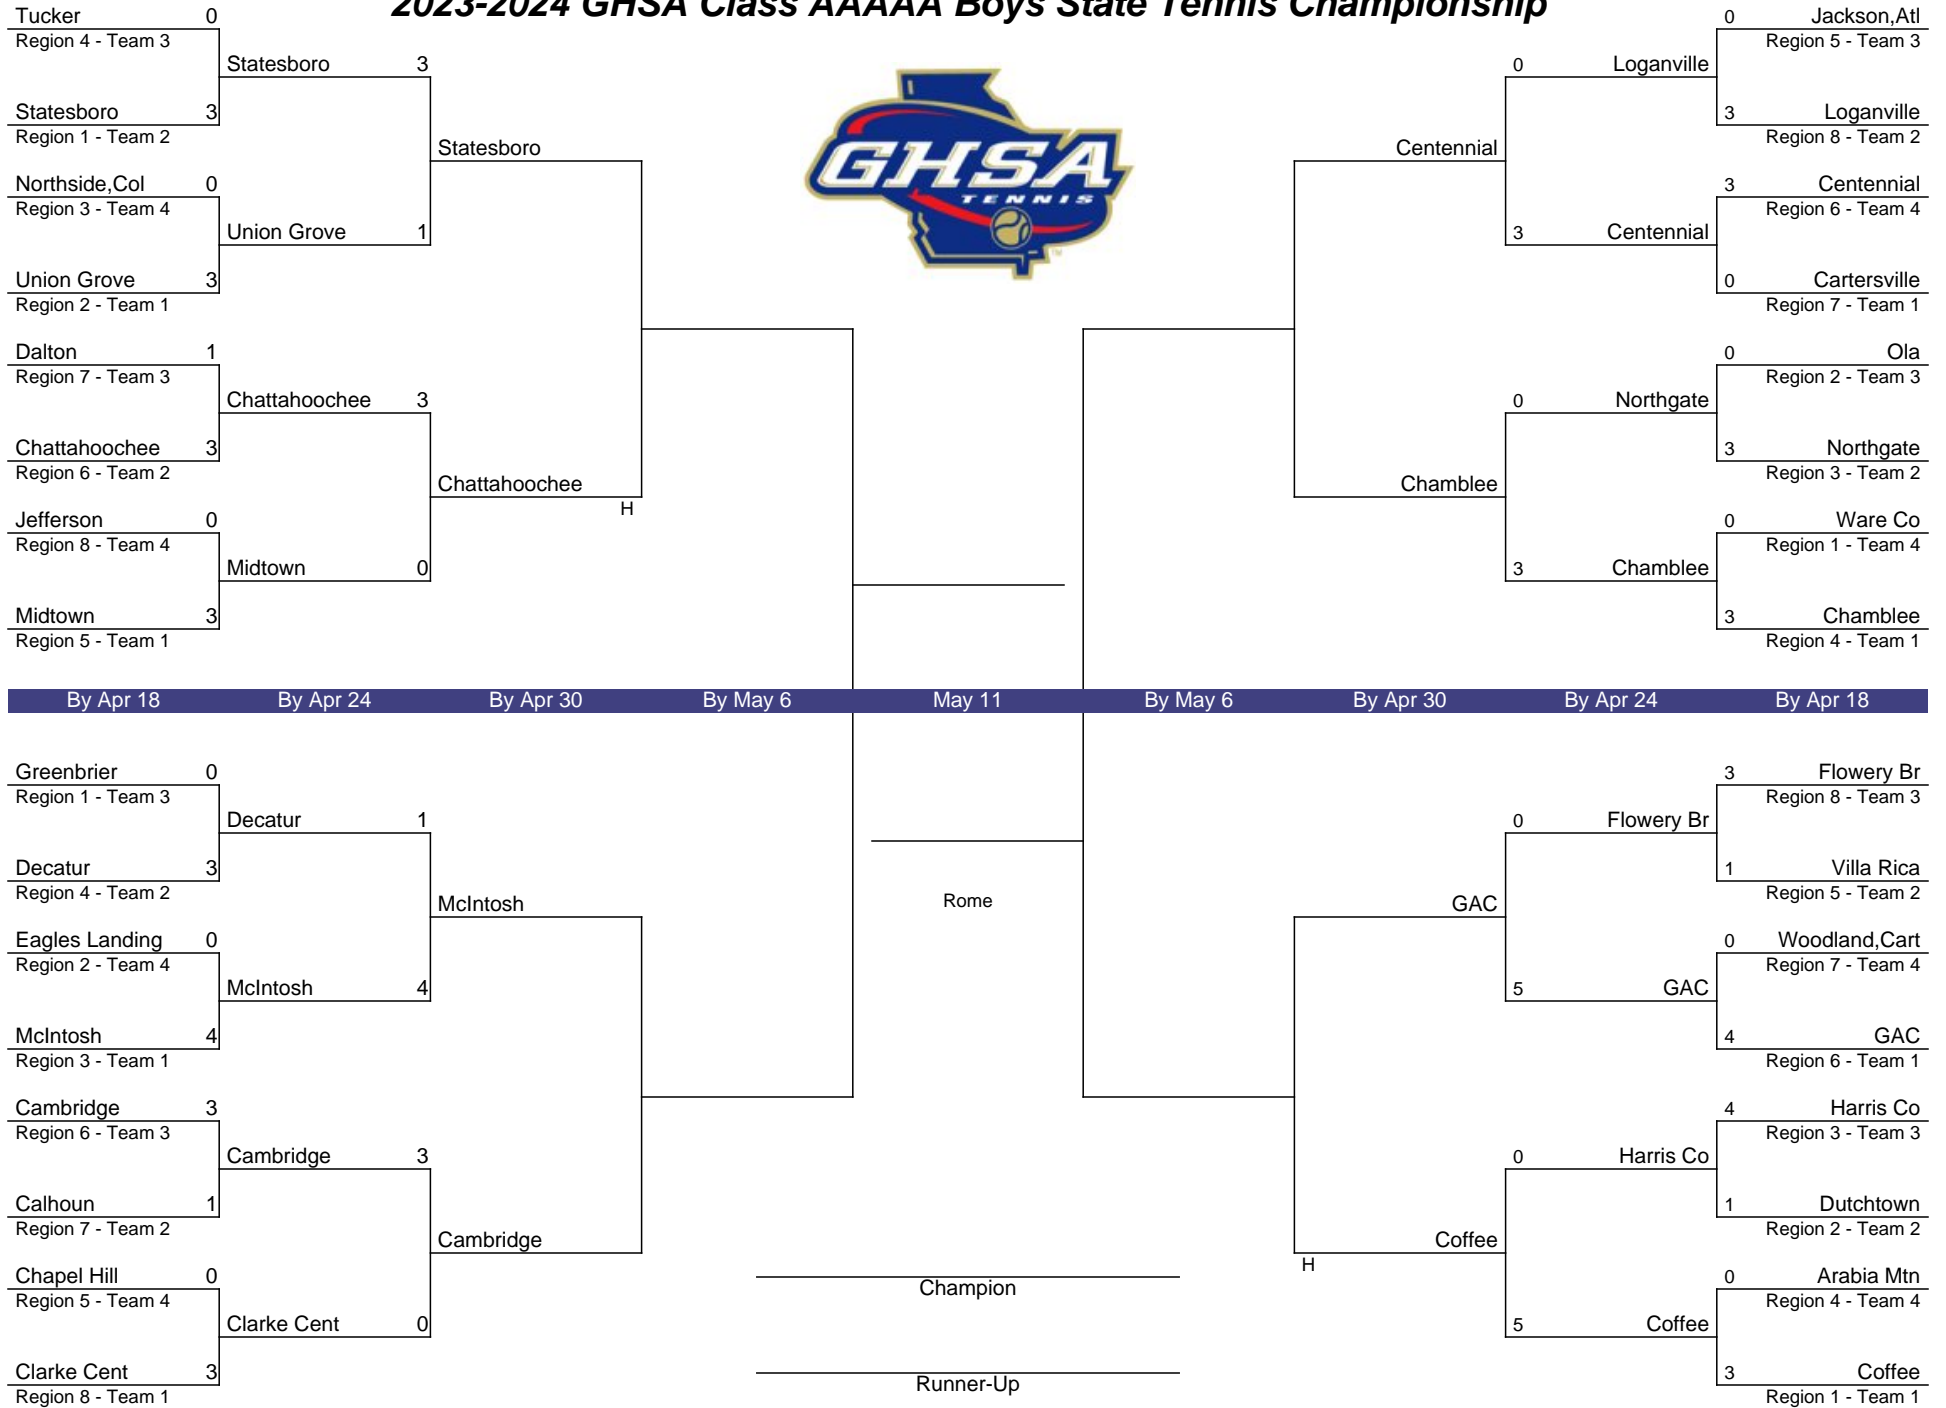 2023-2024 GHSA Class AAAAA Boys State Tennis Championship
Tucker 0
Region 4 - Team 3
Statesboro 3
Statesboro 3
Region 1 - Team 2
Statesboro
Northside,Col 0
Region 3 - Team 4
Union Grove 1
Union Grove 3
Region 2 - Team 1
Dalton 1
Region 7 - Team 3
Chattahoochee 3
Chattahoochee 3
Region 6 - Team 2
Chattahoochee
H
Jefferson 0
Region 8 - Team 4
Midtown 0
Midtown 3
Region 5 - Team 1
GHSA
TENNIS
TM
0 Jackson,Atl
Region 5 - Team 3
0 Loganville
3 Loganville
Region 8 - Team 2
Centennial
3 Centennial
Region 6 - Team 4
3 Centennial
0 Cartersville
Region 7 - Team 1
0 Ola
Region 2 - Team 3
0 Northgate
3 Northgate
Region 3 - Team 2
Chamblee
0 Ware Co
Region 1 - Team 4
3 Chamblee
3 Chamblee
Region 4 - Team 1
By Apr 18 By Apr 24 By Apr 30 By May 6 May 11 By May 6 By Apr 30 By Apr 24 By Apr 18
Greenbrier 0
Region 1 - Team 3
Decatur 1
Decatur 3
Region 4 - Team 2
McIntosh
Eagles Landing 0
Region 2 - Team 4
McIntosh 4
McIntosh 4
Region 3 - Team 1
Cambridge 3
Region 6 - Team 3
Cambridge 3
Calhoun 1
Region 7 - Team 2
Cambridge
Chapel Hill 0
Region 5 - Team 4
Clarke Cent 0
Clarke Cent 3
Region 8 - Team 1
Rome
Champion
Runner-Up
3 Flowery Br
Region 8 - Team 3
0 Flowery Br
1 Villa Rica
Region 5 - Team 2
GAC
0 Woodland,Cart
Region 7 - Team 4
5 GAC
4 GAC
Region 6 - Team 1
4 Harris Co
Region 3 - Team 3
0 Harris Co
1 Dutchtown
Region 2 - Team 2
Coffee
H
0 Arabia Mtn
Region 4 - Team 4
5 Coffee
3 Coffee
Region 1 - Team 1